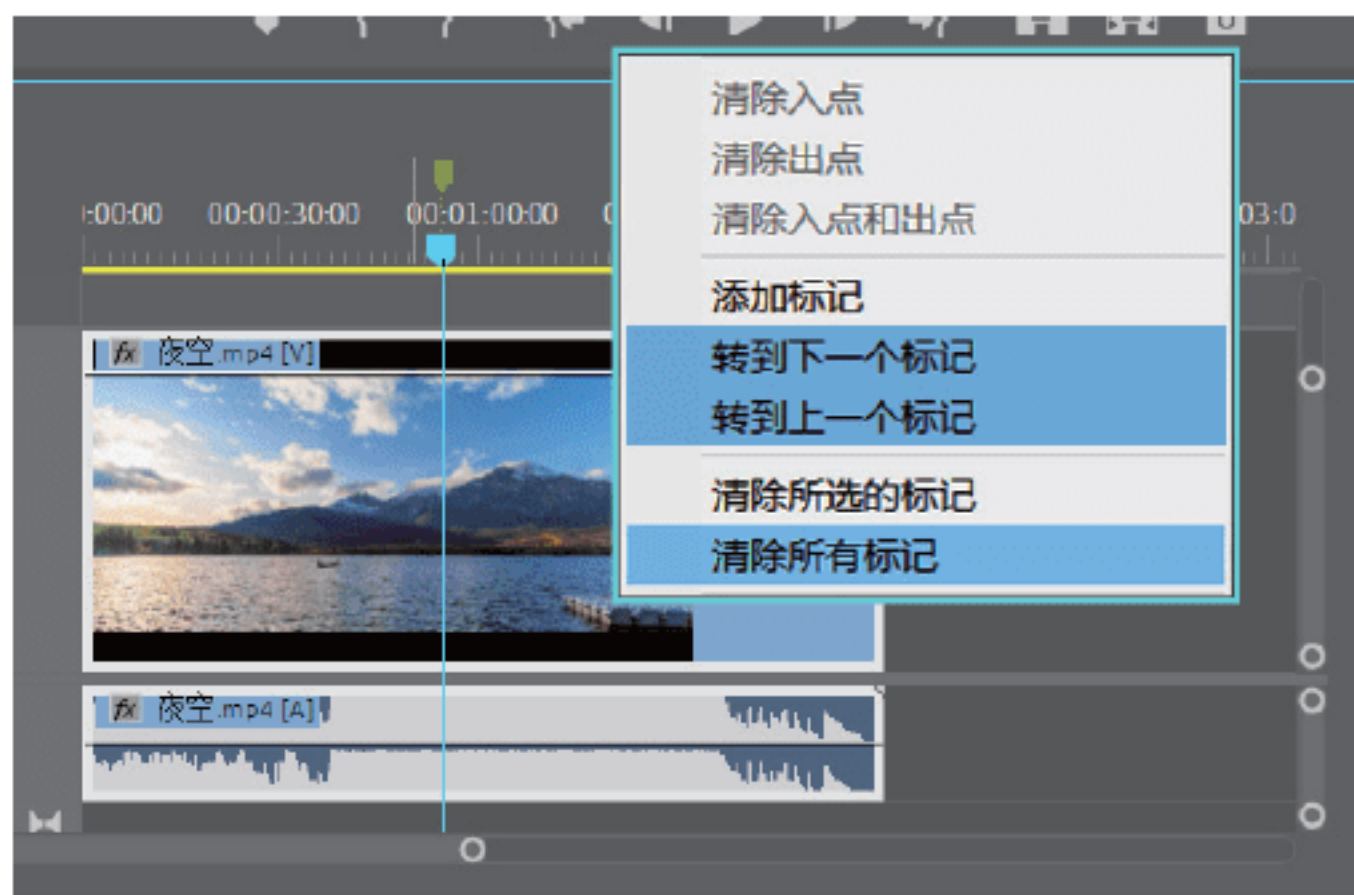 清除入点
清除出点
清除入点和出点
:00:00 00:00:30:00 00:01:00:00 03:0
添加标记
转到下一个标记
转到上一个标记
清除所选的标记
清除所有标记
fx 夜空.mp4 [V]
fx 夜空.mp4 [A]